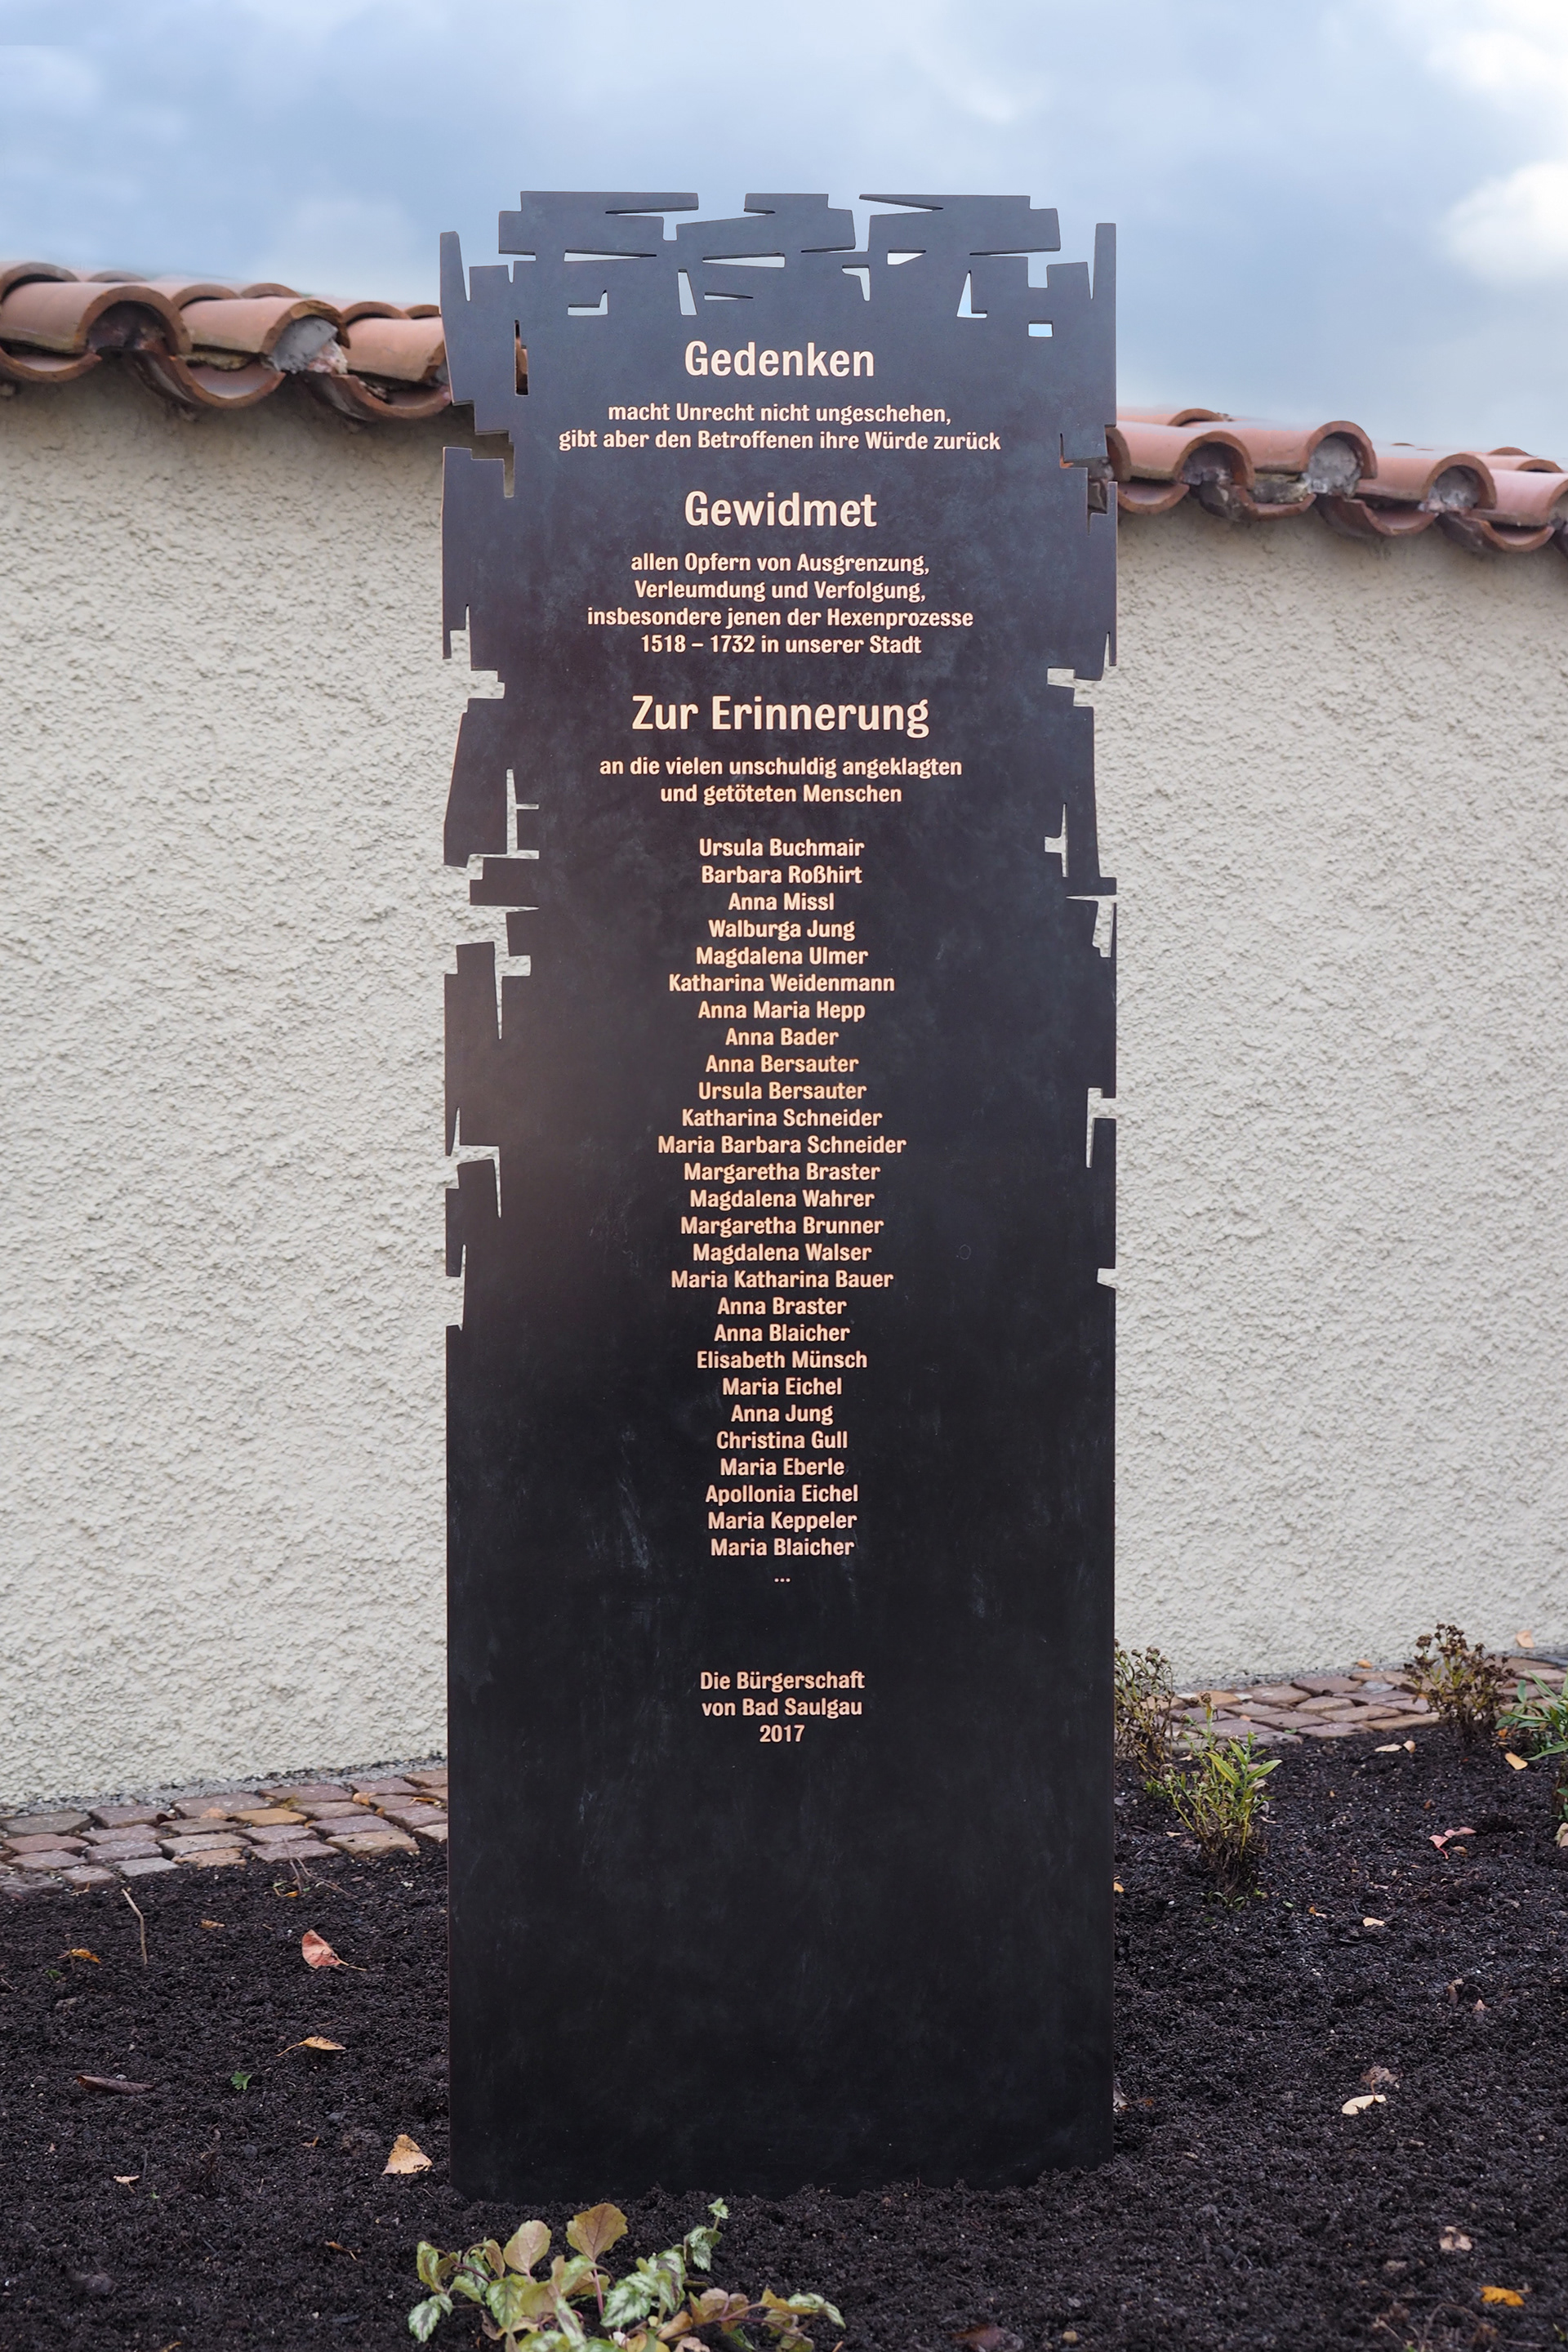 Gedenken
macht Unrecht nicht ungeschehen,
gibt aber den Betroffenen ihre Würde zurück
Gewidmet
allen Opfern von Ausgrenzung,
Verleumdung und Verfolgung,
insbesondere jenen der Hexenprozesse
1518 – 1732 in unserer Stadt
Zur Erinnerung
an die vielen unschuldig angeklagten
und getöteten Menschen
Ursula Buchmair
Barbara Roßhirt
Anna Missl
Walburga Jung
Magdalena Ulmer
Katharina Weidenmann
Anna Maria Hepp
Anna Bader
Anna Bersauter
Ursula Bersauter
Katharina Schneider
Maria Barbara Schneider
Margaretha Braster
Magdalena Wahrer
Margaretha Brunner
Magdalena Walser
Maria Katharina Bauer
Anna Braster
Anna Blaicher
Elisabeth Münsch
Maria Eichel
Anna Jung
Christina Gull
Maria Eberle
Apollonia Eichel
Maria Keppeler
Maria Blaicher
...
Die Bürgerschaft
von Bad Saulgau
2017